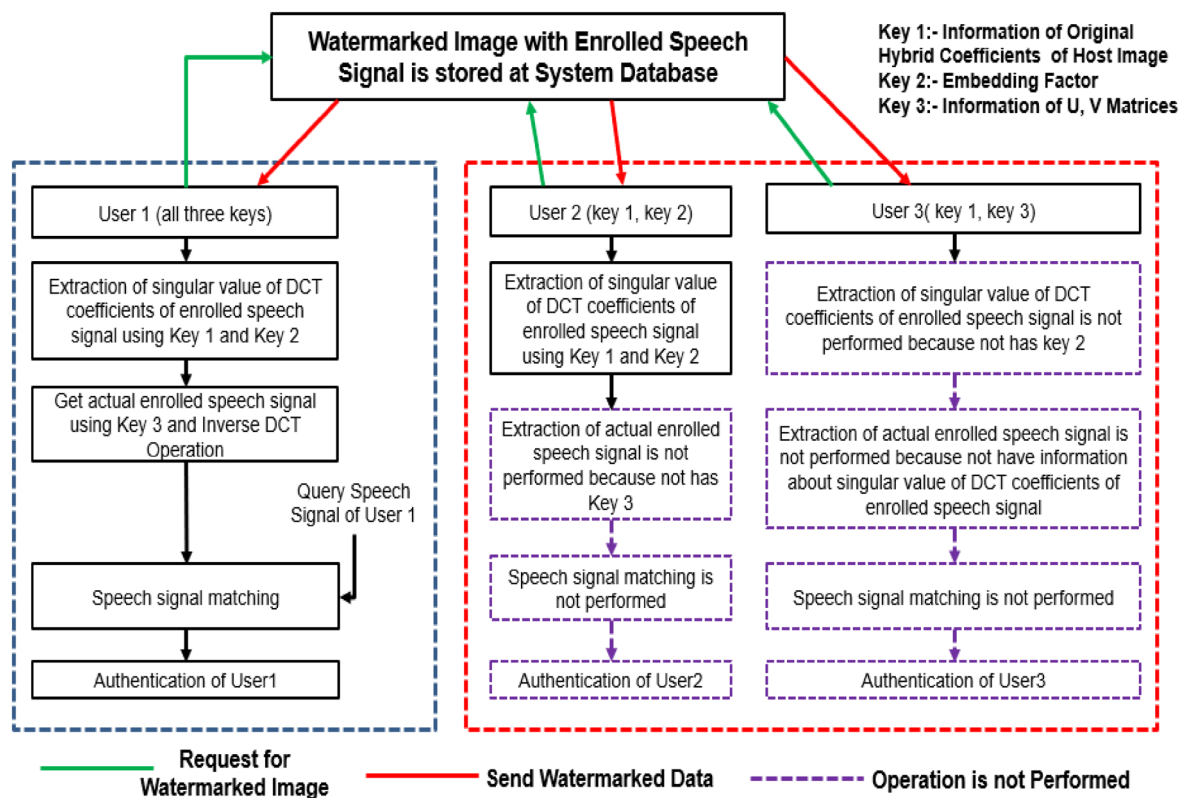 Watermarked Image with Enrolled Speech
Signal is stored at System Database
Key 1:- Information of Original
Hybrid Coefficients of Host Image
Key 2:- Embedding Factor
Key 3:- Information of U, V Matrices
User 1 (all three keys)
Extraction of singular value of DCT
coefficients of enrolled speech
signal using Key 1 and Key 2
Get actual enrolled speech signal
using Key 3 and Inverse DCT
Operation
Query Speech
Signal of User 1
Speech signal matching
Authentication of User1
User 2 (key 1, key 2)
Extraction of singular value
of DCT coefficients of
enrolled speech signal
using Key 1 and Key 2
Extraction of actual enrolled
speech signal is not
performed because not has
Key 3
Speech signal matching is
not performed
Authentication of User2
User 3( key 1, key 3)
Extraction of singular value of DCT
coefficients of enrolled speech signal is not
performed because not has key 2
Extraction of actual enrolled speech signal is
not performed because not have information
about singular value of DCT coefficients of
enrolled speech signal
Speech signal matching is not performed
Authentication of User3
Request for
Watermarked Image
Send Watermarked Data
Operation is not Performed